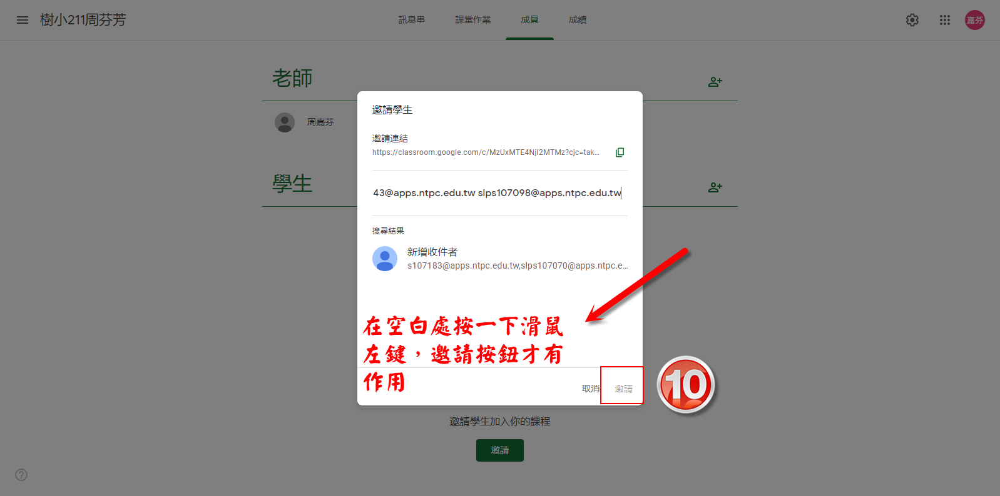 樹小211周芬芳
訊息串 課堂作業 成員 成績
嘉芬
老師
周嘉芬
學生
邀請學生
邀請連結
https://classroom.google.com/c/MzUxMTE4NjI2MTMz?cjc=tak...
43@apps.ntpc.edu.tw slps107098@apps.ntpc.edu.tw
搜尋結果
新增收件者
s107183@apps.ntpc.edu.tw,slps107070@apps.ntpc.e...
在空白處按一下滑鼠
左鍵，邀請按鈕才有
作用
取消 邀請
10
邀請學生加入你的課程
邀請